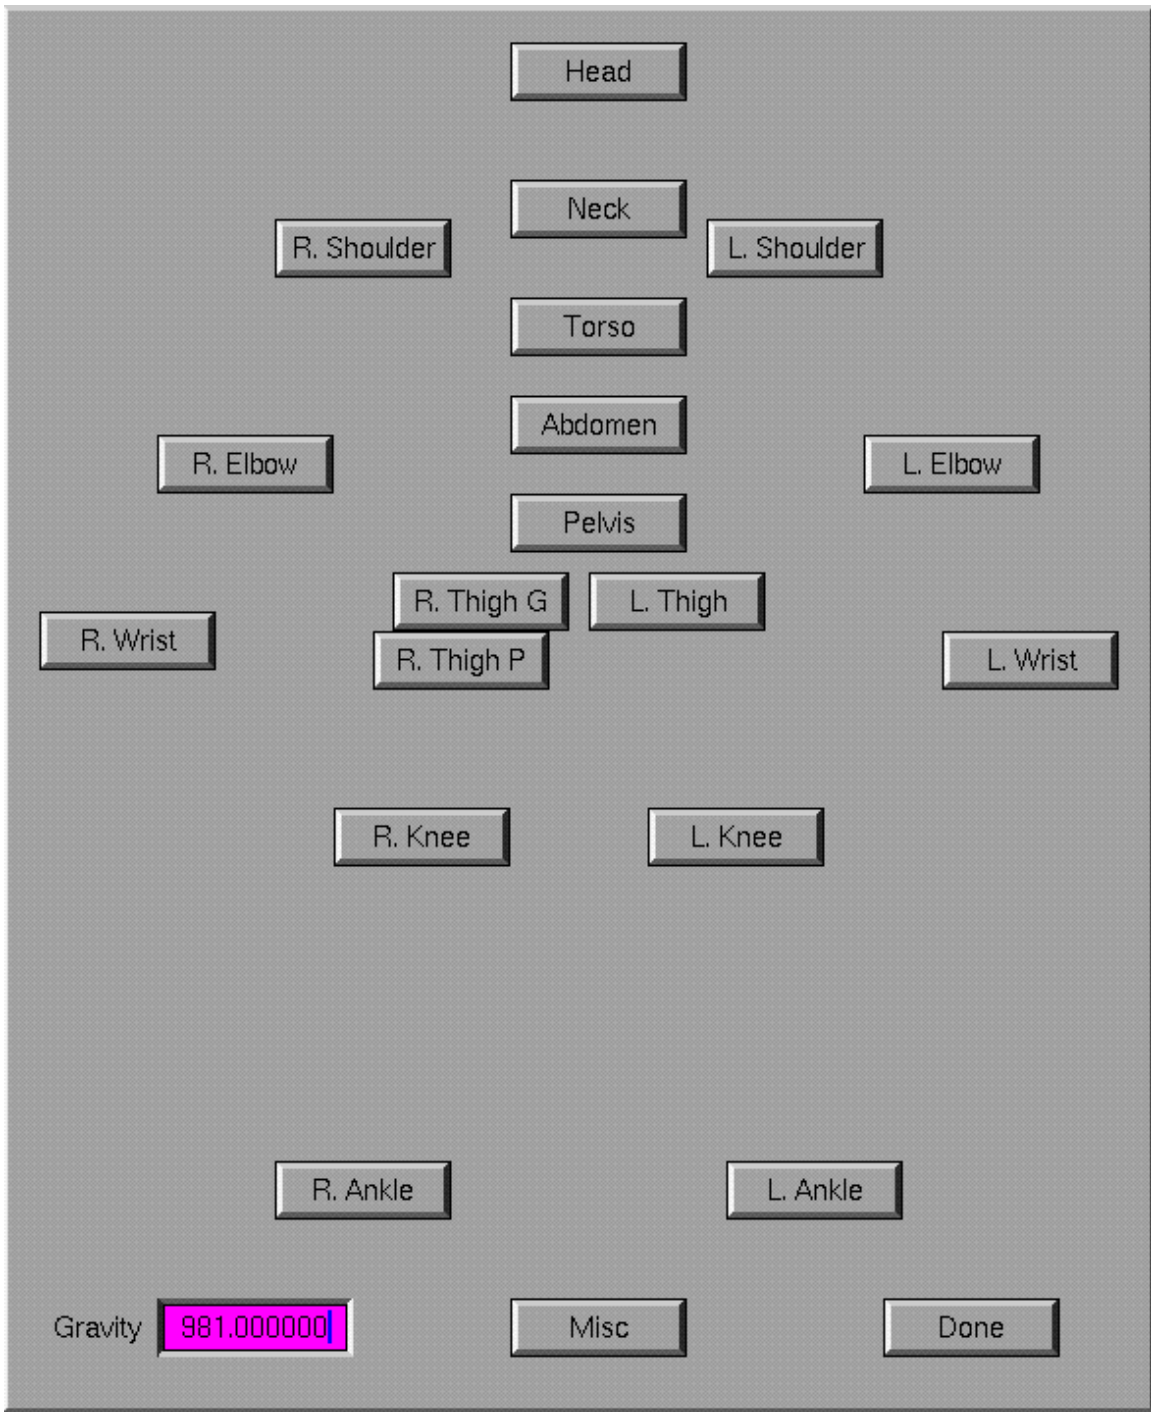 Head
Neck
R. Shoulder
L. Shoulder
Torso
Abdomen
R. Elbow
L. Elbow
Pelvis
R. Thigh G
L. Thigh
R. Wrist
R. Thigh P
L. Wrist
R. Knee
L. Knee
R. Ankle
L. Ankle
Gravity 981.000000
Misc
Done